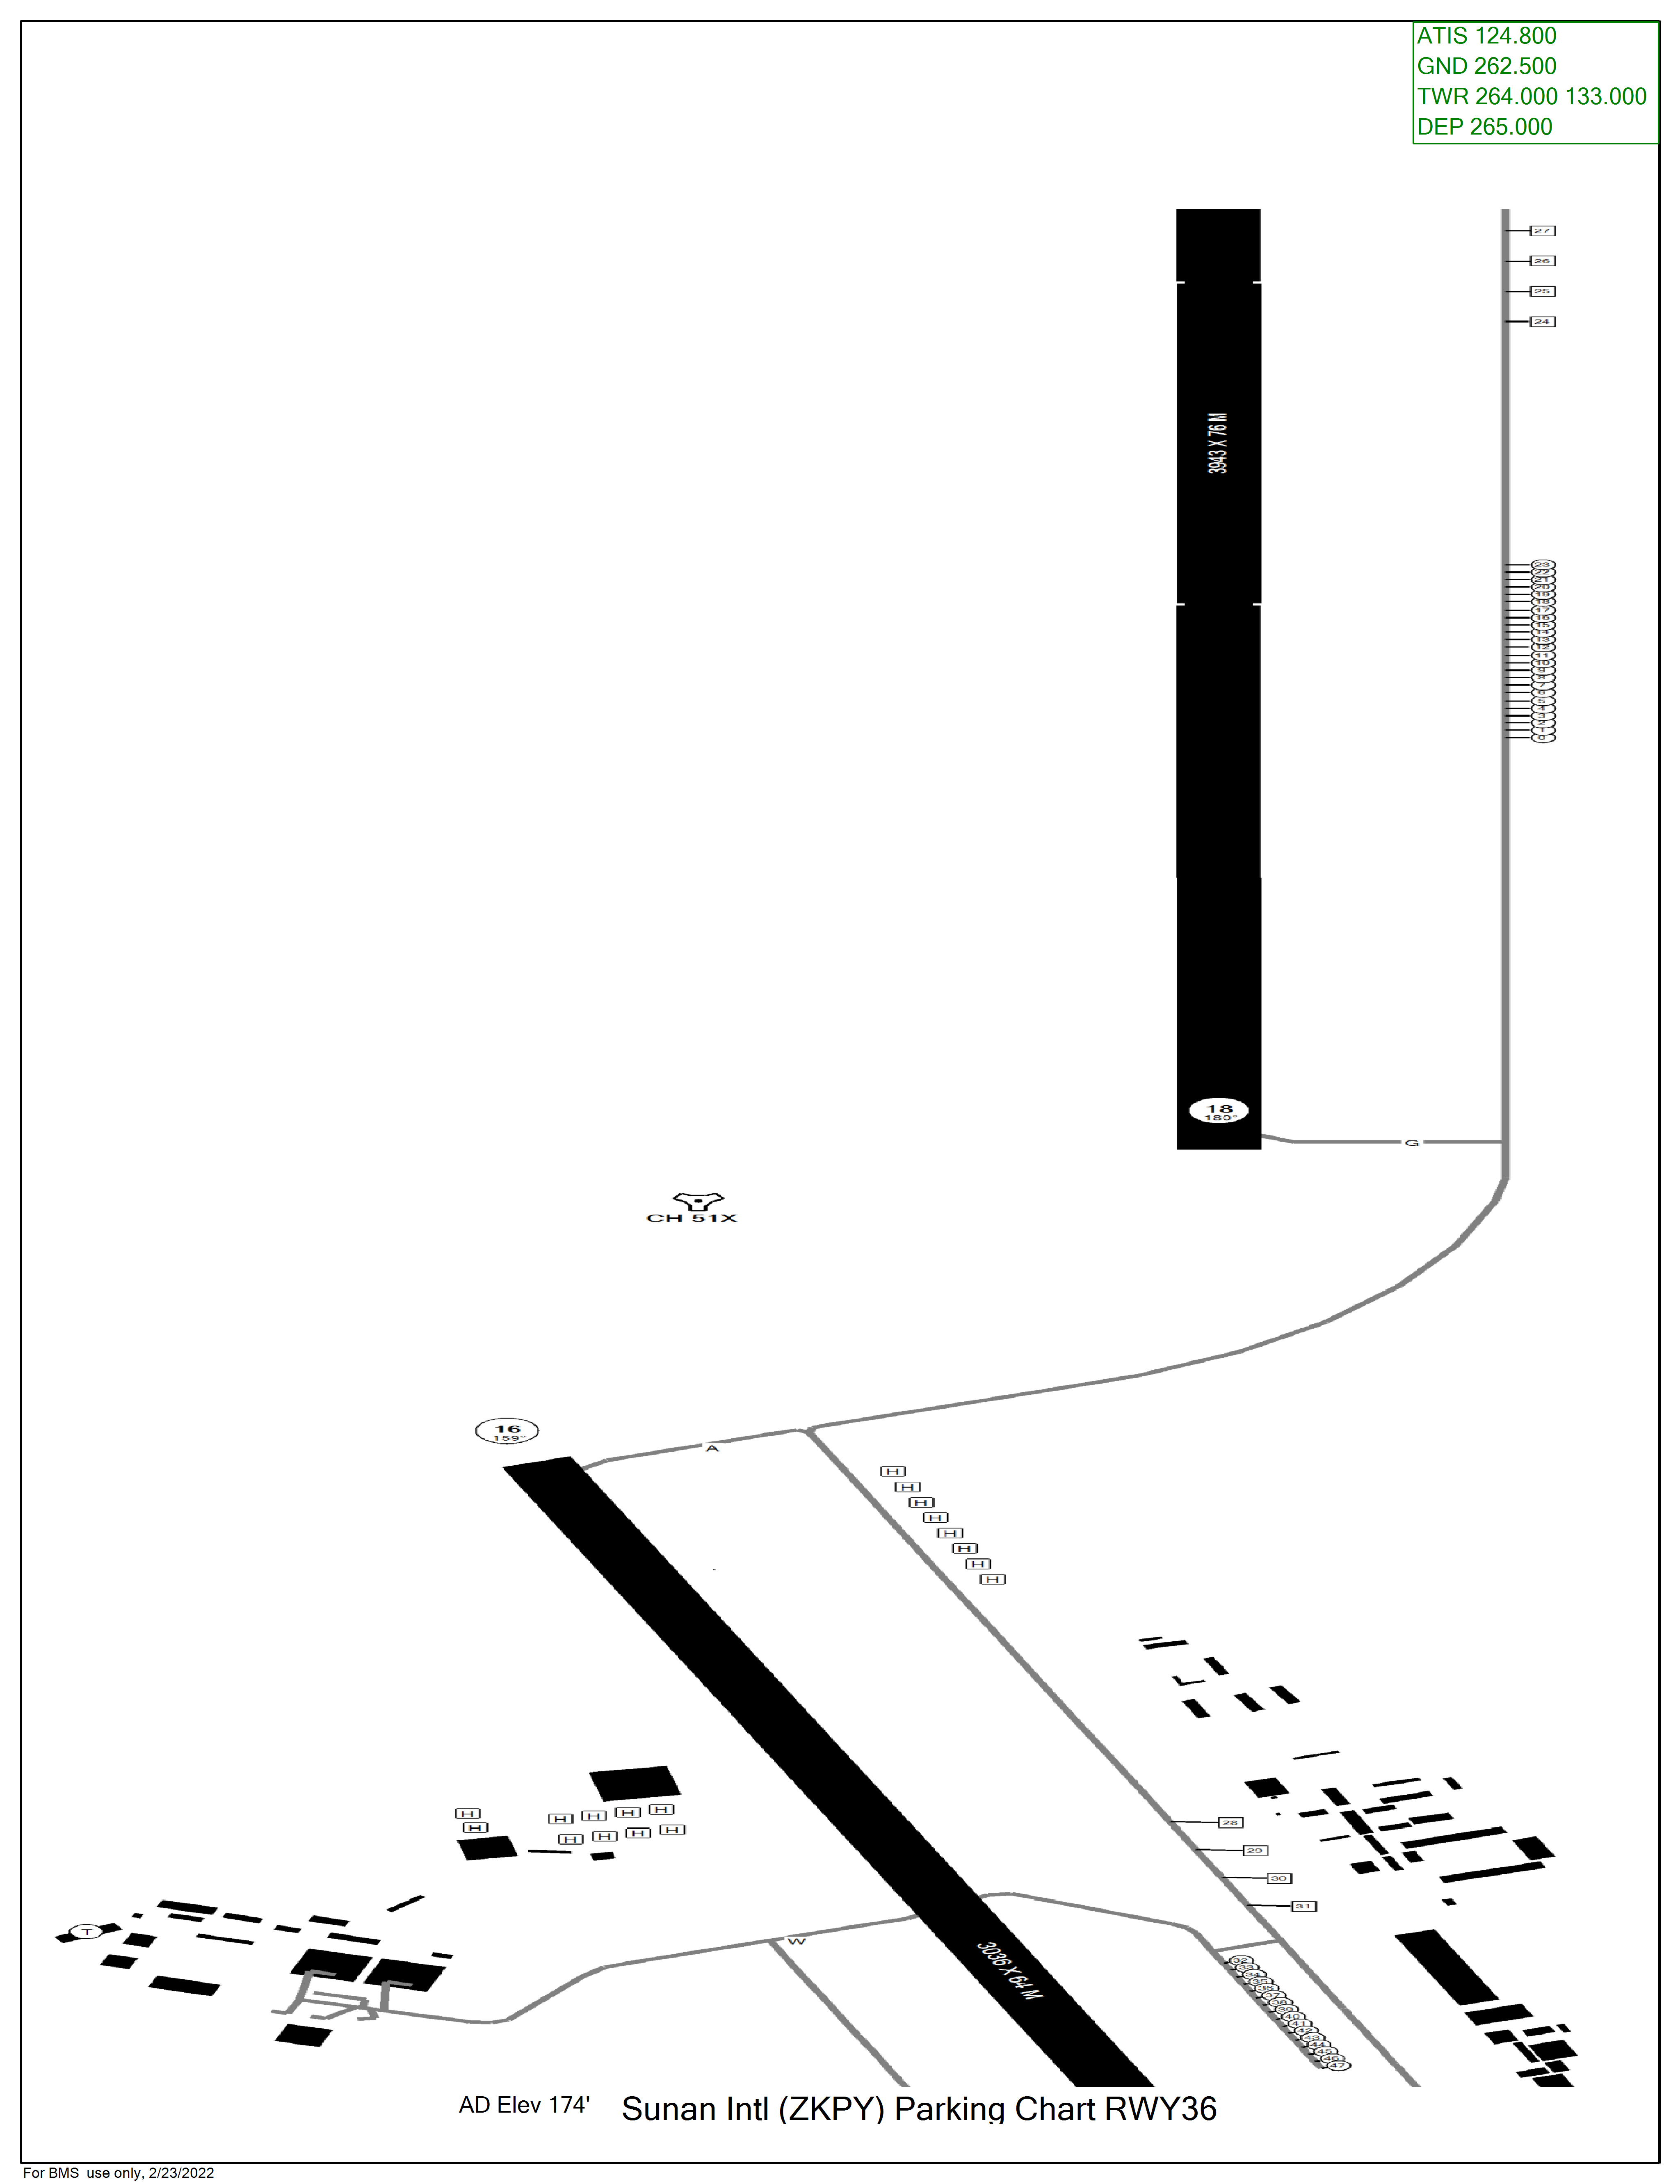 ATIS 124.800
GND 262.500
TWR 264.000 133.000
DEP 265.000
27
26
25
24
3943 X 76 M
23
22
21
20
19
18
17
16
15
14
13
12
11
10
9
8
7
6
5
4
3
2
1
0
18
180°
G
CH 51X
16
159°
A
H
H
H
H
H
H
H
H
28
29
30
31
H
H
H
H
H
H
H
H
H
H
T
W
3036 X 64 M
32
33
34
35
36
37
38
39
40
41
42
43
44
45
46
47
AD Elev 174' Sunan Intl (ZKPY) Parking Chart RWY36
For BMS use only, 2/23/2022